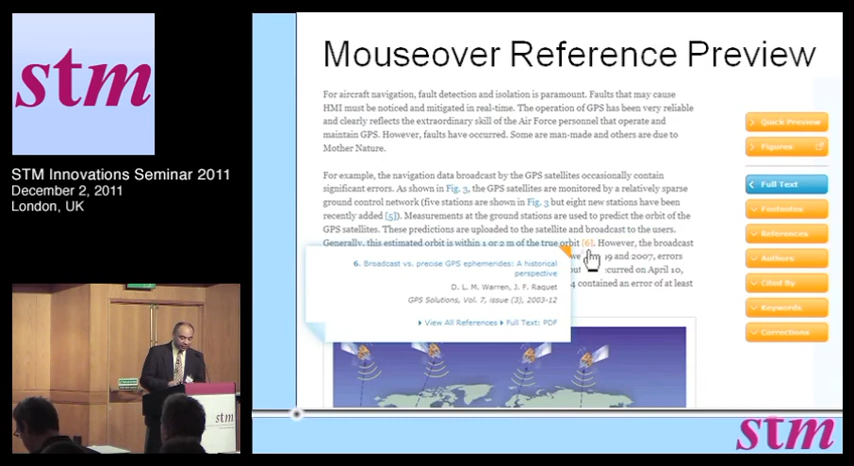 stm
STM Innovations Seminar 2011
December 2, 2011
London, UK
stm
Mouseover Reference Preview
For aircraft navigation, fault detection and isolation is paramount. Faults that may cause
HMI must be noticed and mitigated in real-time. The operation of GPS has been very reliable
and clearly reflects the extraordinary skill of the Air Force personnel that operate and
maintain GPS. However, faults have occurred. Some are man-made and others are due to
Mother Nature.
For example, the navigation data broadcast by the GPS satellites occasionally contain
significant errors. As shown in Fig. 3, the GPS satellites are monitored by a relatively sparse
ground control network (five stations are shown in Fig. 3 but eight new stations have been
recently added [5]). Measurements at the ground stations are used to predict the orbit of the
GPS satellites. These predictions are uploaded to the satellite and broadcast to the users.
Generally, this estimated orbit is within 1 or 2 m of the true orbit [6]. However, the broadcast
and 2007, errors
occurred on April 10,
contained an error of at least
6. Broadcast vs. precise GPS ephemerides: A historical
perspective
D. L. M. Warren, J. F. Raquet
GPS Solutions, Vol. 7, issue (3), 2003-12
View All References Full Text: PDF
Quick Preview
Figures
Full Text
Footnotes
References
Authors
Cited By
Keywords
Corrections
stm